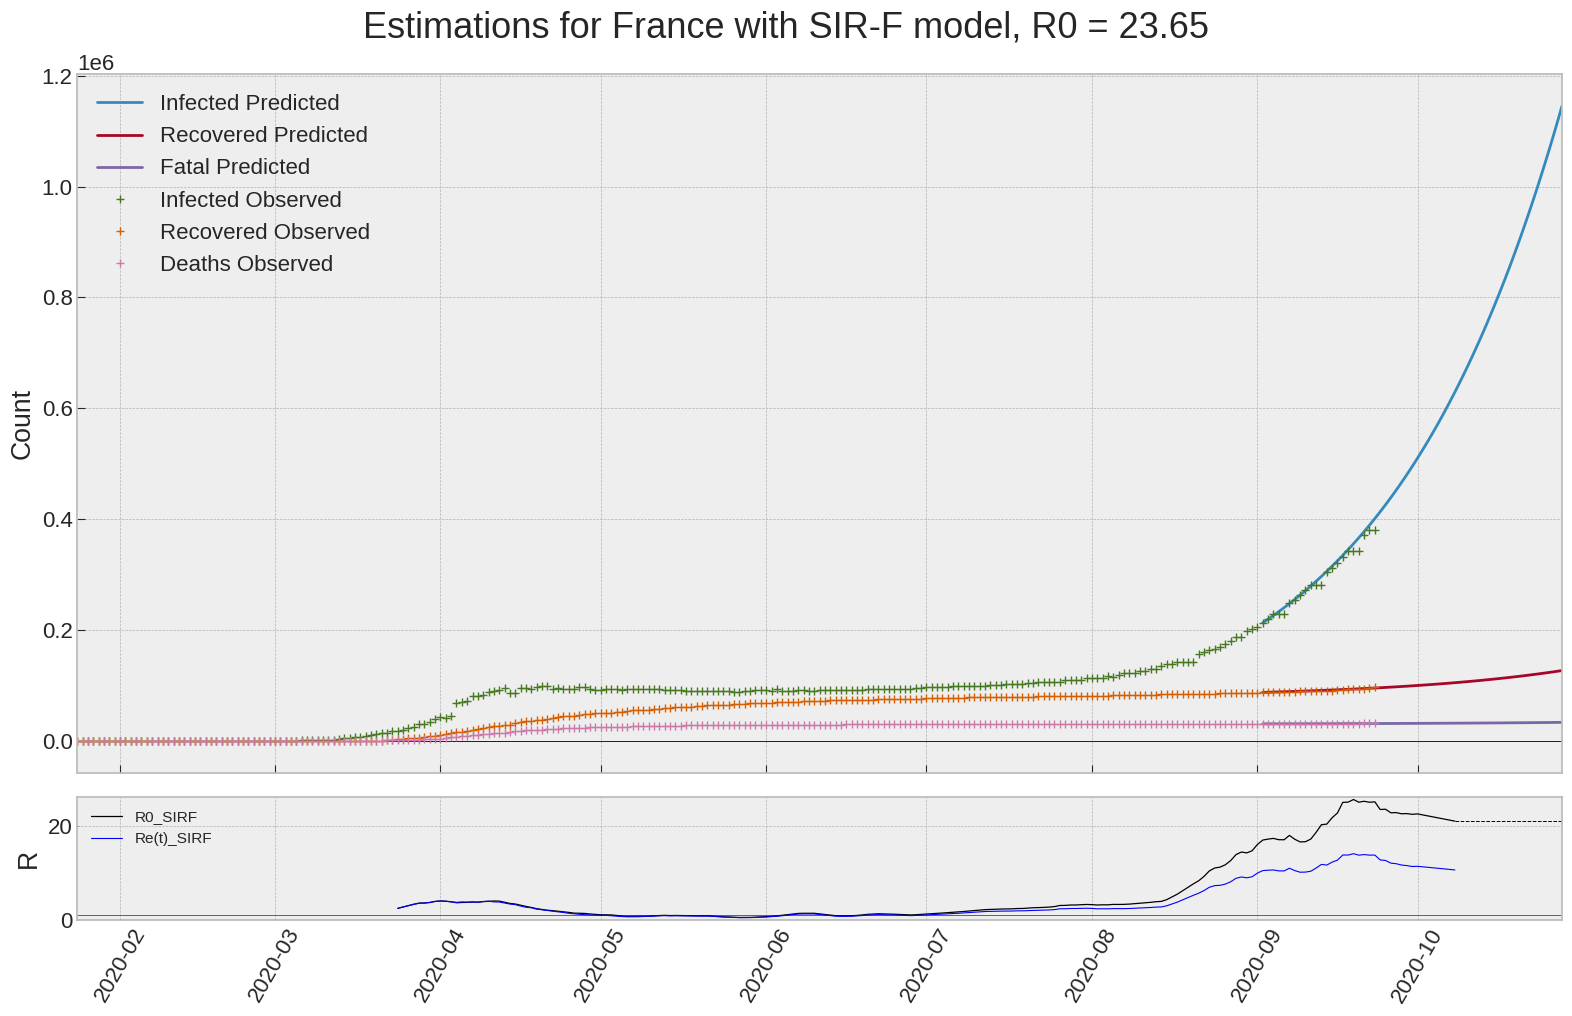 Estimations for France with SIR-F model, R0 = 23.65
1e6
1.2
1.0
0.8
0.6
0.4
0.2
0.0
Count
Infected Predicted
Recovered Predicted
Fatal Predicted
Infected Observed
Recovered Observed
Deaths Observed
20
0
R
R0_SIRF
Re(t)_SIRF
2020-02
2020-03
2020-04
2020-05
2020-06
2020-07
2020-08
2020-09
2020-10